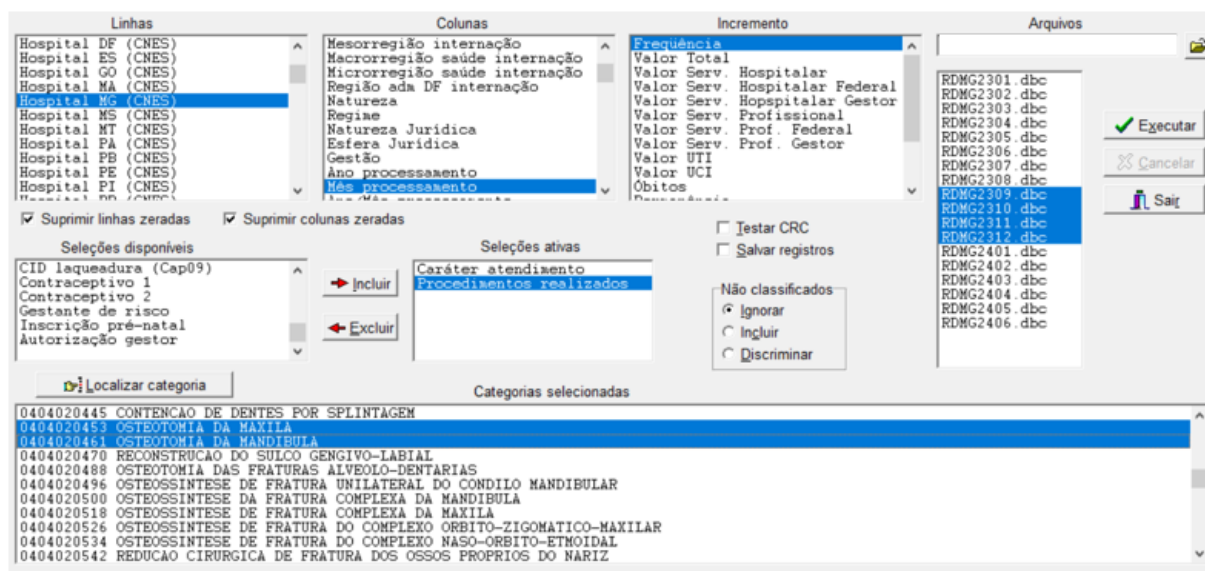 Linhas
Hospital DF (CNES)
Hospital ES (CNES)
Hospital GO (CNES)
Hospital MA (CNES)
Hospital MG (CNES)
Hospital MS (CNES)
Hospital MT (CNES)
Hospital PA (CNES)
Hospital PB (CNES)
Hospital PE (CNES)
Hospital PI (CNES)
Colunas
Mesorregião internação
Macrorregião saúde internação
Microrregião saúde internação
Região adm DF internação
Natureza
Regime
Natureza Jurídica
Esfera Jurídica
Gestão
Ano processamento
Mês processamento
Incremento
Freqüência
Valor Total
Valor Serv. Hospitalar
Valor Serv. Hospitalar Federal
Valor Serv. Hopspitalar Gestor
Valor Serv. Profissional
Valor Serv. Prof. Federal
Valor Serv. Prof. Gestor
Valor UTI
Valor UCI
Óbitos
Arquivos
RDMG2301.dbc
RDMG2302.dbc
RDMG2303.dbc
RDMG2304.dbc
RDMG2305.dbc
RDMG2306.dbc
RDMG2307.dbc
RDMG2308.dbc
RDMG2309.dbc
RDMG2310.dbc
RDMG2311.dbc
RDMG2312.dbc
RDMG2401.dbc
RDMG2402.dbc
RDMG2403.dbc
RDMG2404.dbc
RDMG2405.dbc
RDMG2406.dbc
Executar
Cancelar
Sair
Suprimir linhas zeradas
Suprimir colunas zeradas
Seleções disponíveis
CID laqueadura (Cap09)
Contraceptivo 1
Contraceptivo 2
Gestante de risco
Inscrição pré-natal
Autorização gestor
Incluir
Excluir
Seleções ativas
Caráter atendimento
Procedimentos realizados
Testar CRC
Salvar registros
Não classificados
Ignorar
Incluir
Discriminar
Localizar categoria
Categorias selecionadas
0404020445 CONTENCAO DE DENTES POR SPLINTAGEM
0404020453 OSTEOTOMIA DA MAXILA
0404020461 OSTEOTOMIA DA MANDIBULA
0404020470 RECONSTRUCAO DO SULCO GENGIVO-LABIAL
0404020488 OSTEOTOMIA DAS FRATURAS ALVEOLO-DENTARIAS
0404020496 OSTEOSSINTESE DE FRATURA UNILATERAL DO CONDILO MANDIBULAR
0404020500 OSTEOSSINTESE DA FRATURA COMPLEXA DA MANDIBULA
0404020518 OSTEOSSINTESE DE FRATURA COMPLEXA DA MAXILA
0404020526 OSTEOSSINTESE DE FRATURA DO COMPLEXO ORBITO-ZIGOMATICO-MAXILAR
0404020534 OSTEOSSINTESE DE FRATURA DO COMPLEXO NASO-ORBITO-ETMOIDAL
0404020542 REDUCAO CIRURGICA DE FRATURA DOS OSSOS PROPRIOS DO NARIZ